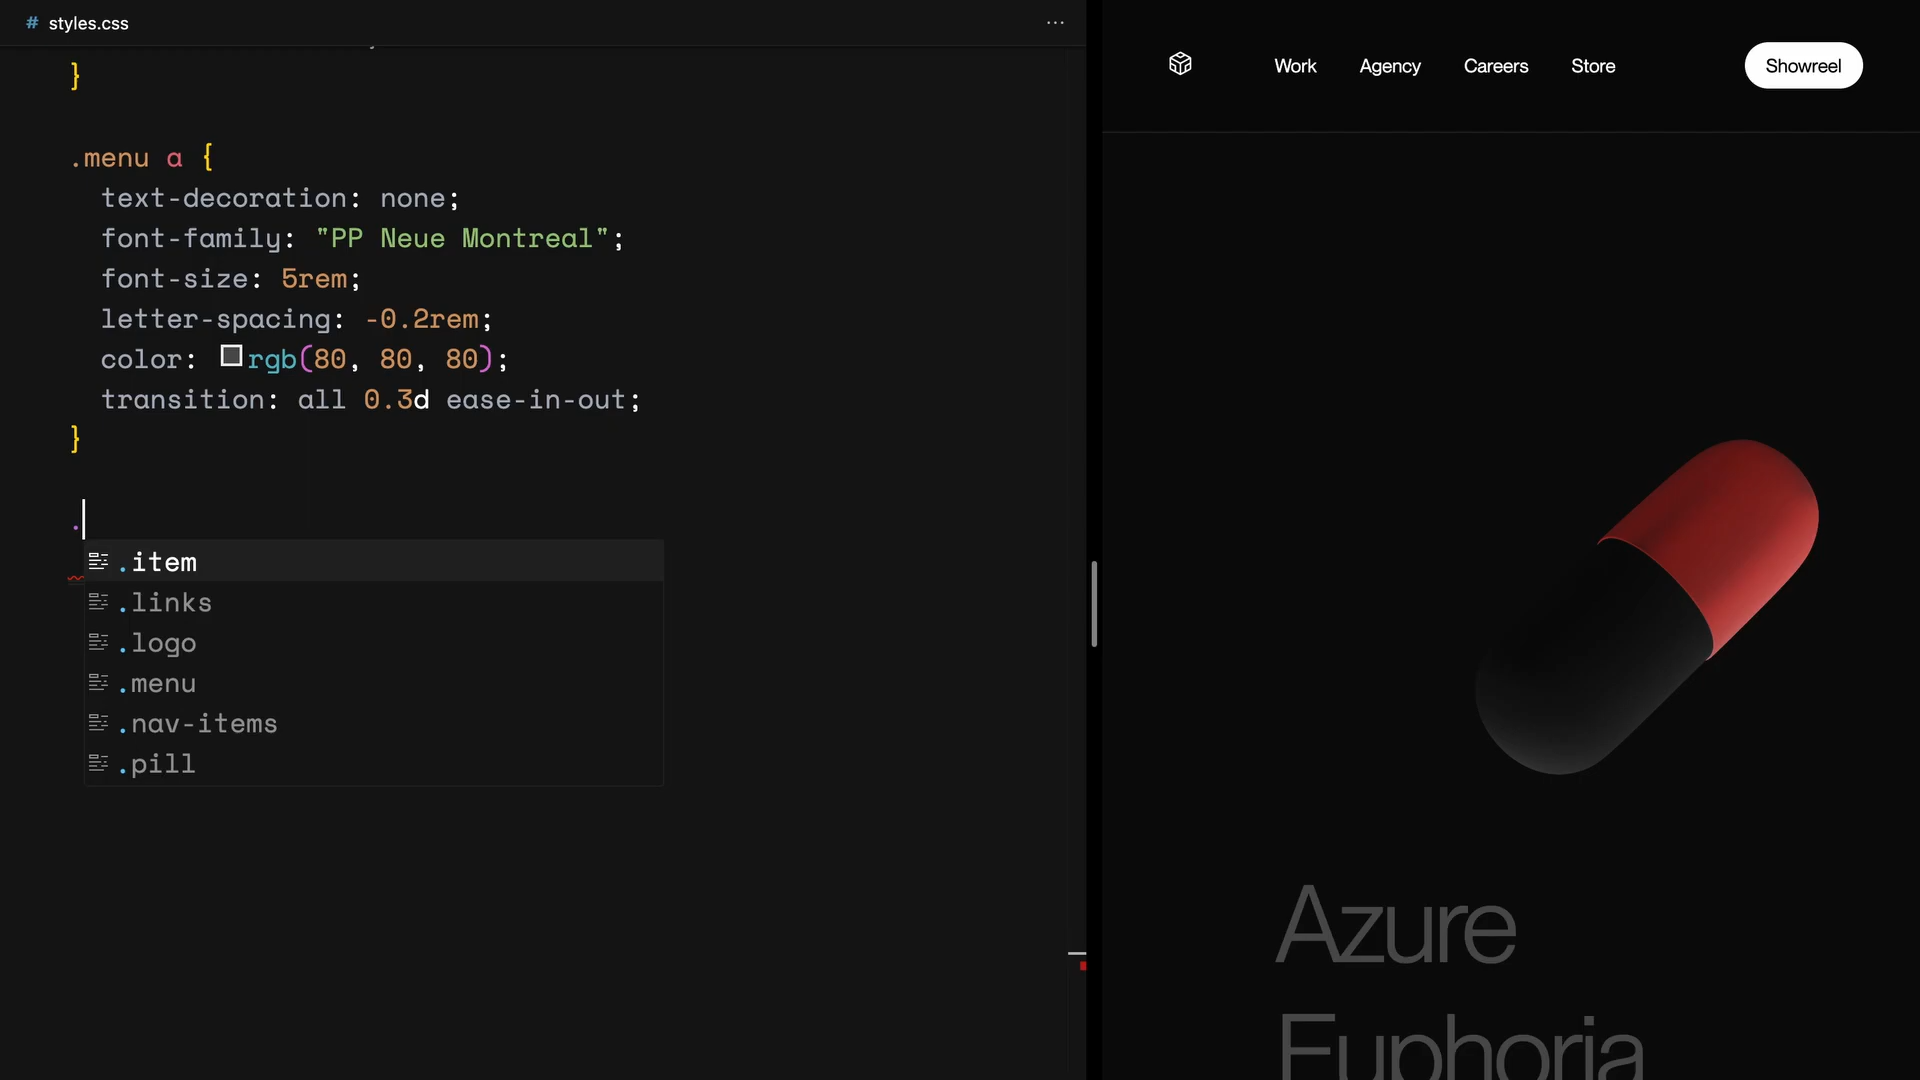 # styles.css
...
}
.menu a {
text-decoration: none;
font-family: "PP Neue Montreal";
font-size: 5rem;
letter-spacing: -0.2rem;
color: rgb(80, 80, 80);
transition: all 0.3d ease-in-out;
}
.
.item
.links
.logo
.menu
.nav-items
.pill
Work Agency Careers Store Showreel
Azure
Euphoria